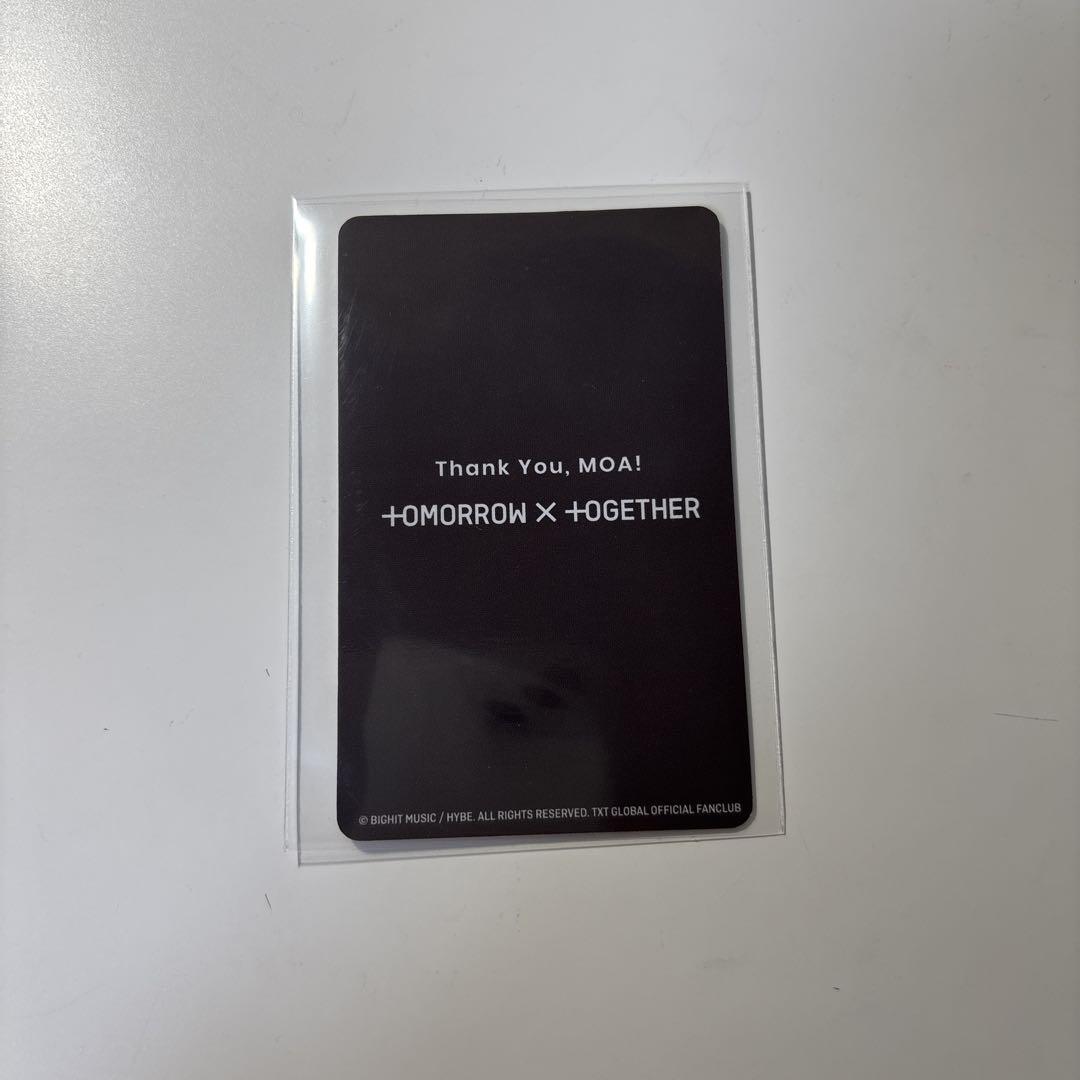 Thank You, MOA!
TOMORROW X TOGETHER
© BIGHIT MUSIC / HYBE. ALL RIGHTS RESERVED. TXT GLOBAL OFFICIAL FANCLUB